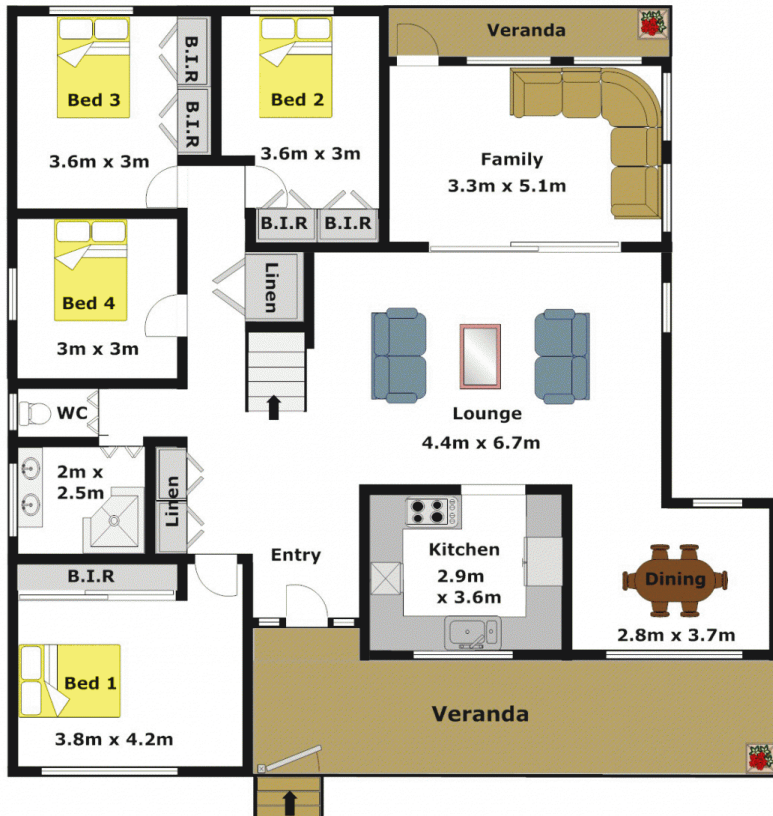 Veranda
Bed 3
B.I.R
B.I.R
3.6m x 3m
Bed 2
3.6m x 3m
B.I.R
B.I.R
Family
3.3m x 5.1m
Bed 4
3m x 3m
Linen
Lounge
4.4m x 6.7m
WC
2m x
2.5m
Linen
Entry
Kitchen
2.9m
x 3.6m
Dining
2.8m x 3.7m
B.I.R
Bed 1
3.8m x 4.2m
Veranda